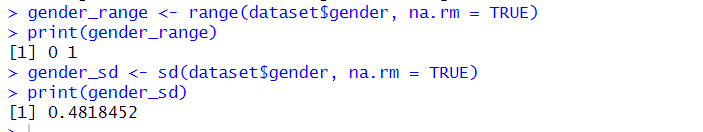 > gender_range <- range(dataset$gender, na.rm = TRUE)
> print(gender_range)
[1] 0 1
> gender_sd <- sd(dataset$gender, na.rm = TRUE)
> print(gender_sd)
[1] 0.4818452
>